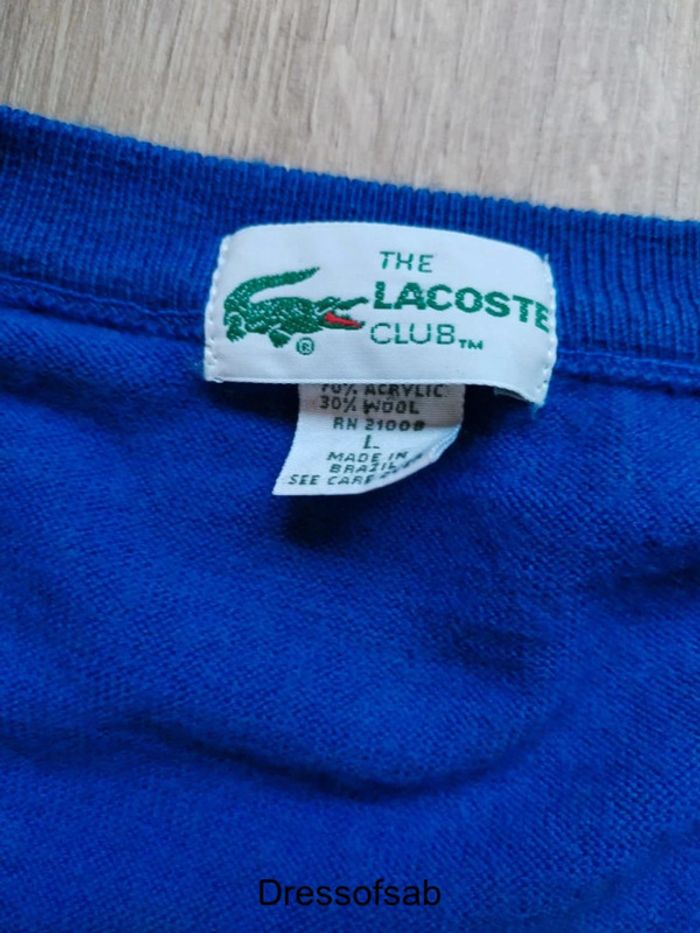 THE
LACOSTE
CLUB™
®
70% ACRYLIC
30% WOOL
RN 21008
L
MADE IN
BRAZIL
SEE CARE
Dressofsab